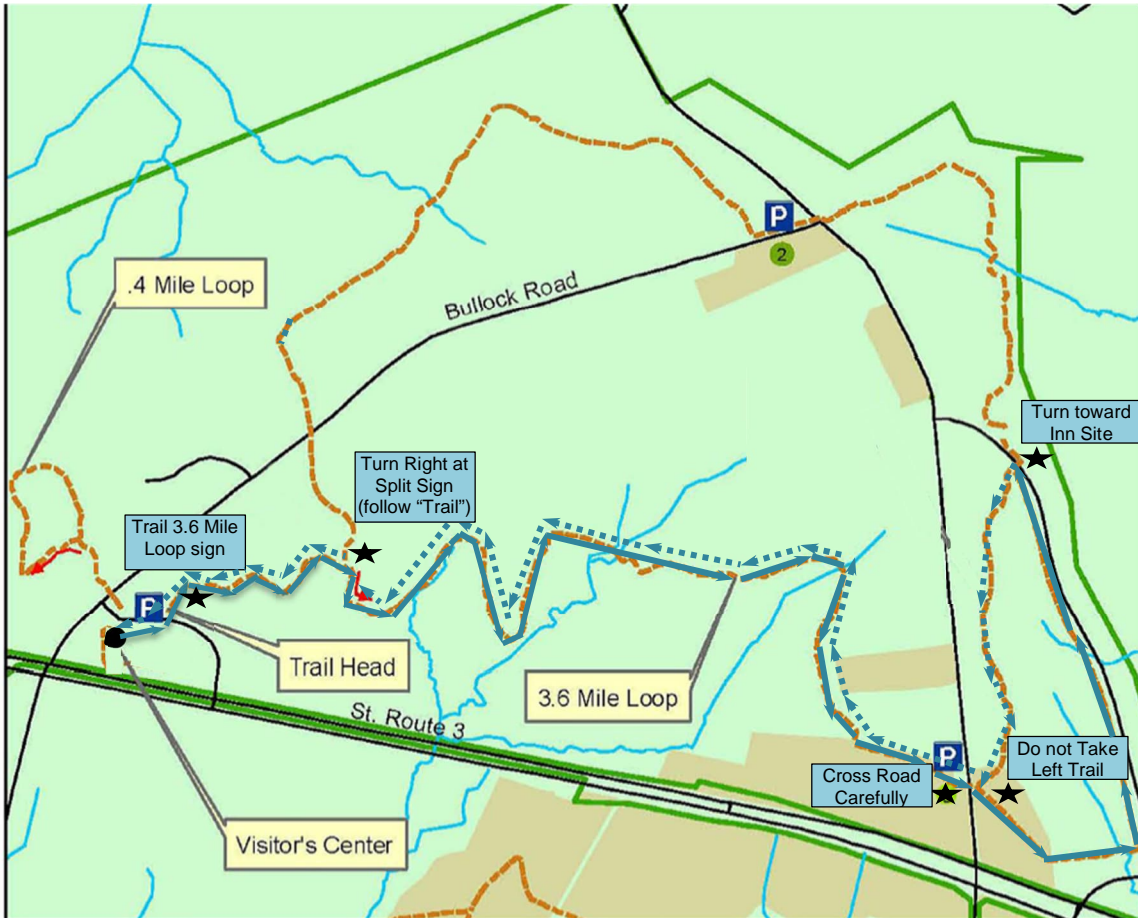 P
2
.4 Mile Loop
Bullock Road
Turn toward
Inn Site
Turn Right at
Split Sign
(follow “Trail”)
Trail 3.6 Mile
Loop sign
P
Trail Head
3.6 Mile Loop
St. Route 3
P
Do not Take
Left Trail
Cross Road
Carefully
Visitor's Center